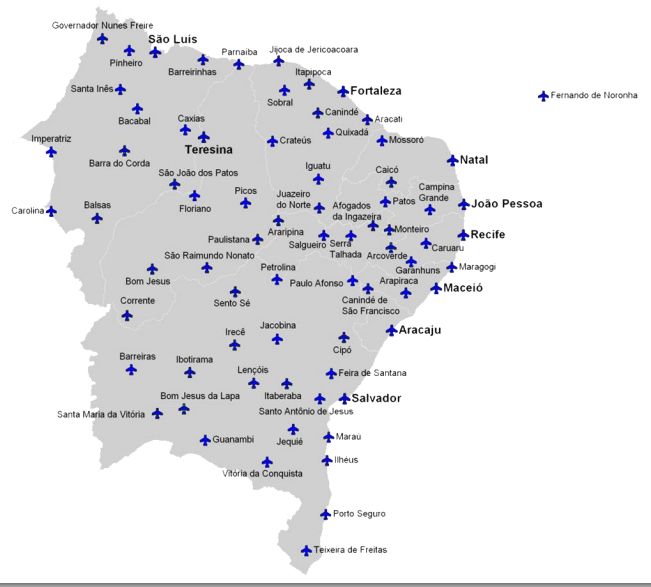 Governador Nunes Freire
São Luis
Pinheiro
Barreirinhas
Parnaiba
Jijoca de Jericoacoara
Itapipoca
Santa Inês
Sobral
Fortaleza
Fernando de Noronha
Bacabal
Caxias
Canindé
Aracati
Imperatriz
Barra do Corda
Teresina
Crateús
Quixadá
Mossoró
Natal
São João dos Patos
Iguatu
Caicó
Carolina
Balsas
Floriano
Picos
Juazeiro
do Norte
Afogados
da Ingazeira
Patos
Campina
Grande
João Pessoa
Paulistana
Araripina
Salgueiro
Serra
Talhada
Monteiro
Arcoverde
Caruaru
Recife
São Raimundo Nonato
Bom Jesus
Petrolina
Paulo Afonso
Garanhuns
Maragogi
Arapiraca
Maceió
Corrente
Sento Sé
Canindé de
São Francisco
Irecê
Jacobina
Cipó
Aracaju
Barreiras
Ibotirama
Lençóis
Itaberaba
Feira de Santana
Bom Jesus da Lapa
Santa Maria da Vitória
Santo Antônio de Jesus
Salvador
Guanambi
Jequié
Maraú
Vitória da Conquista
Ilhéus
Porto Seguro
Teixeira de Freitas